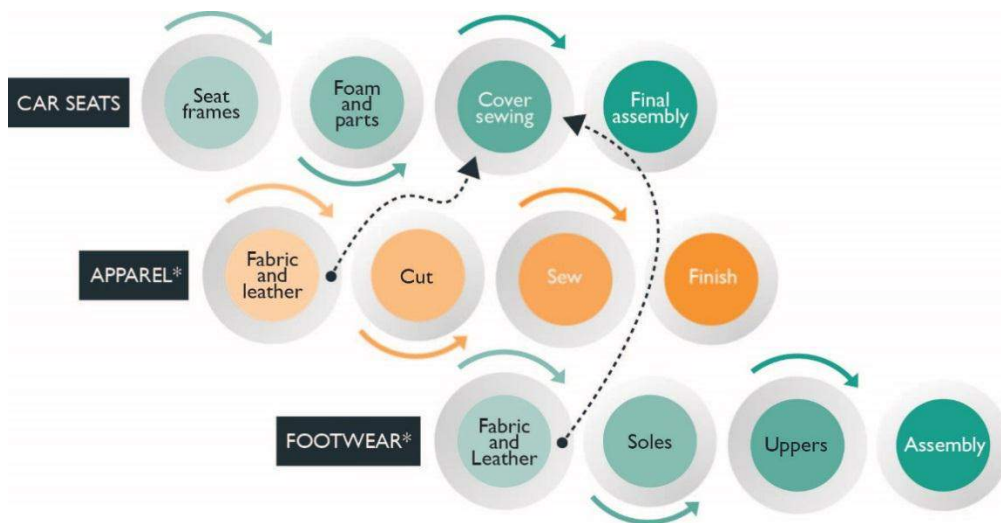 CAR SEATS
Seat
frames
Foam
and
parts
Cover
sewing
Final
assembly
APPAREL*
Fabric
and
leather
Cut
Sew
Finish
FOOTWEAR*
Fabric
and
Leather
Soles
Uppers
Assembly